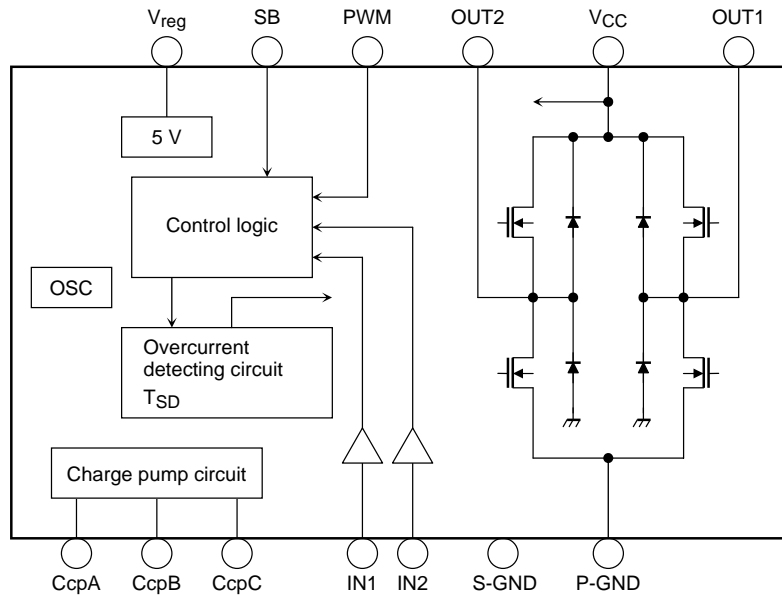 Vreg
SB
PWM
OUT2
VCC
OUT1
5 V
Control logic
OSC
Overcurrent
detecting circuit
TSD
Charge pump circuit
CcpA
CcpB
CcpC
IN1
IN2
S-GND
P-GND